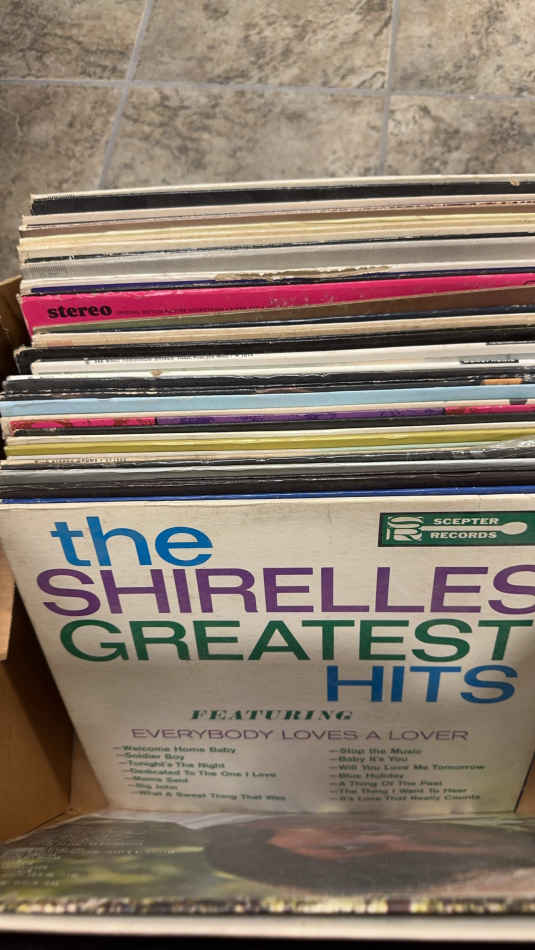 stereo
SR SCEPTER RECORDS
the
SHIRELLES
GREATEST
HITS
FEATURING
EVERYBODY LOVES A LOVER
—Welcome Home Baby
—Soldier Boy
—Tonight's The Night
—Dedicated To The One I Love
—Mama Said
—Big John
—What A Sweet Thing That Was
—Stop the Music
—Baby It's You
—Will You Love Me Tomorrow
—Blue Holiday
—A Thing Of The Past
—The Thing I Want To Hear
—It's Love That Really Counts